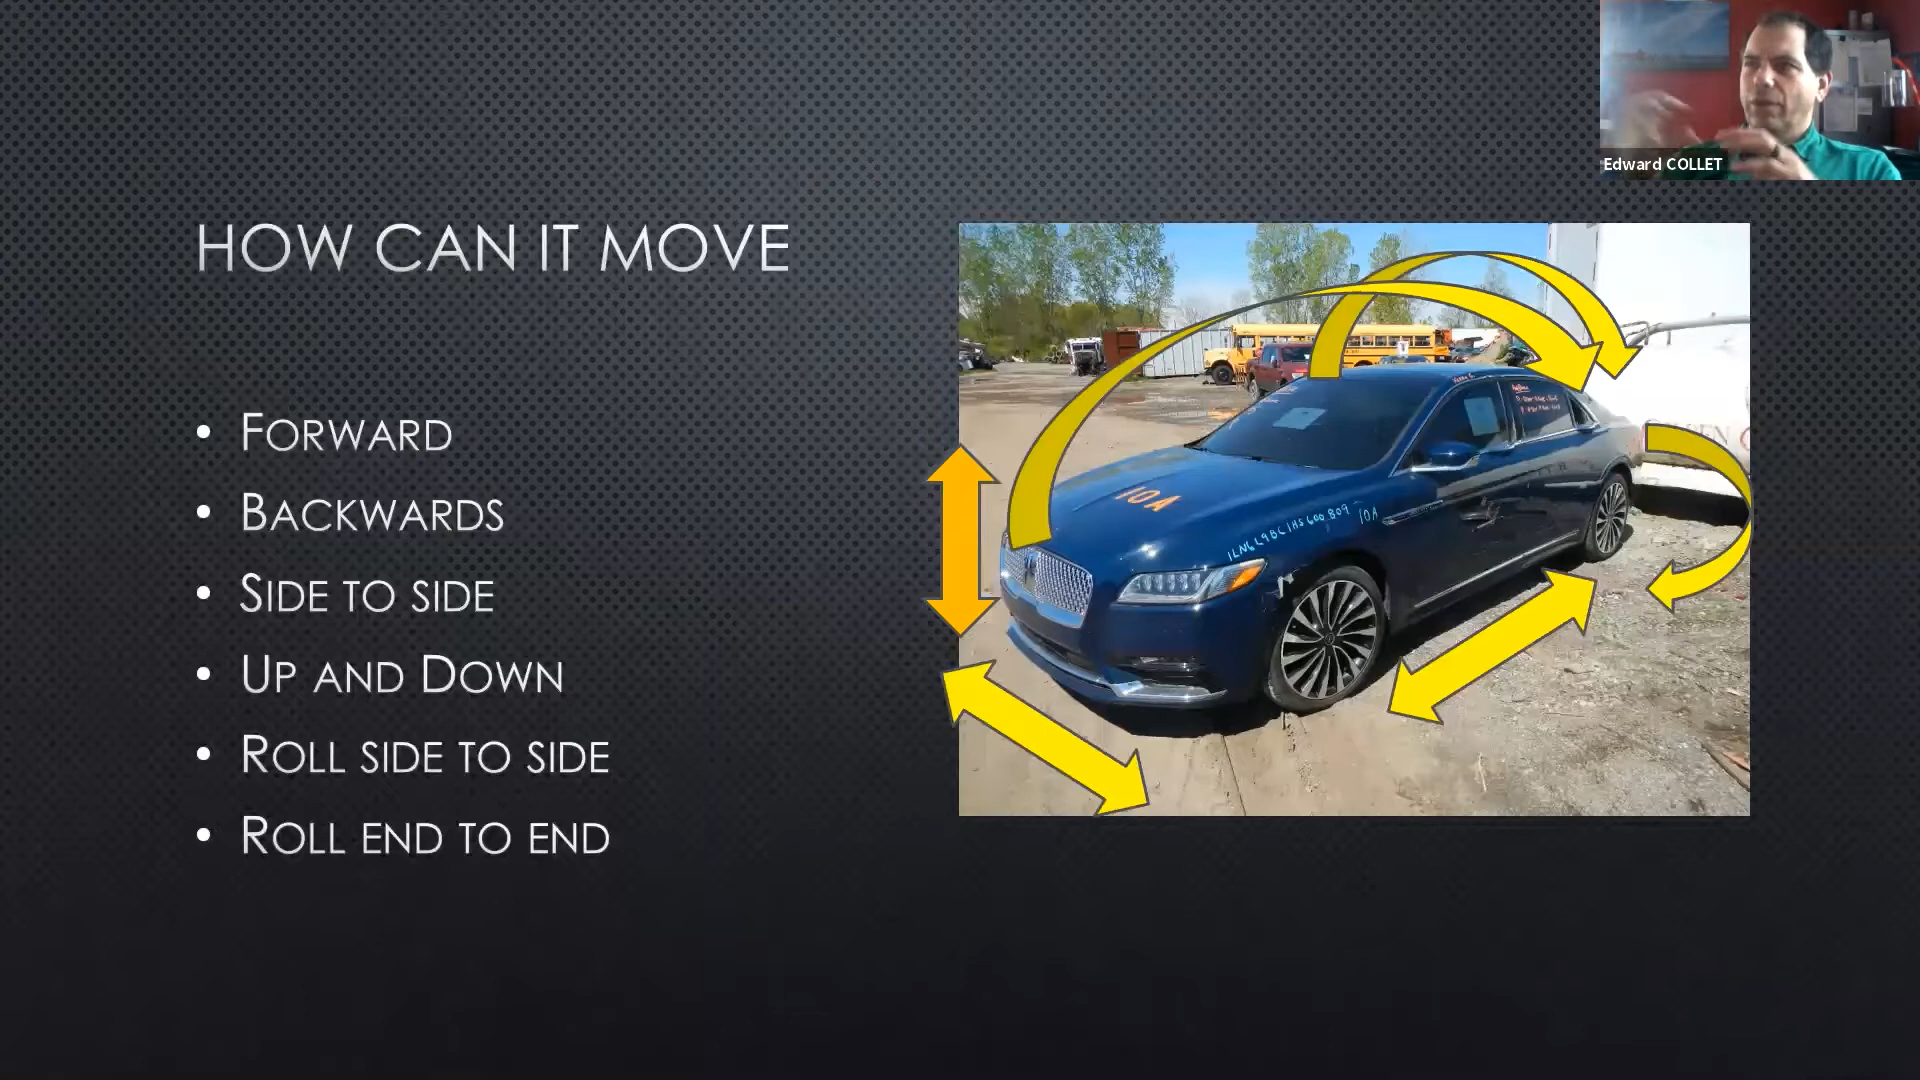 Edward COLLET
HOW CAN IT MOVE
• FORWARD
• BACKWARDS
• SIDE TO SIDE
• UP AND DOWN
• ROLL SIDE TO SIDE
• ROLL END TO END
10A
10A